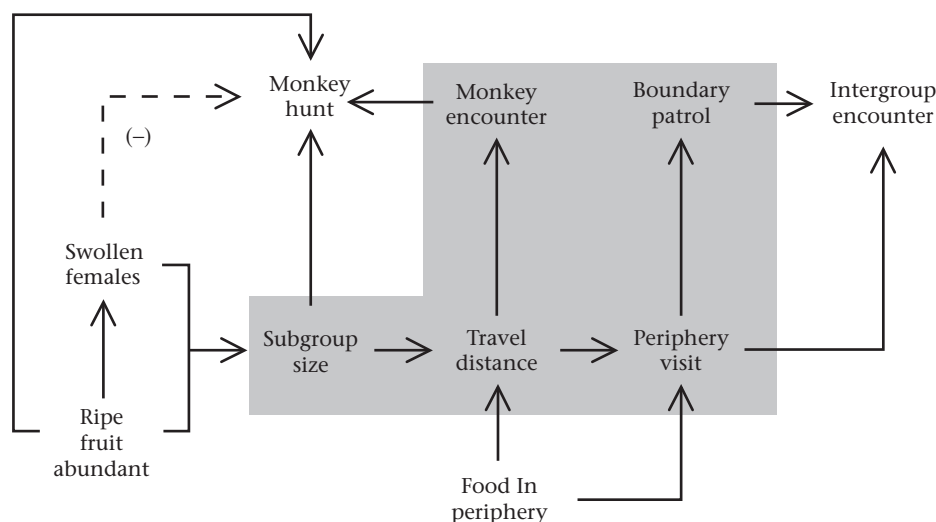 Monkey
hunt
Monkey
encounter
Boundary
patrol
Intergroup
encounter
(–)
Swollen
females
Subgroup
size
Travel
distance
Periphery
visit
Ripe
fruit
abundant
Food In
periphery